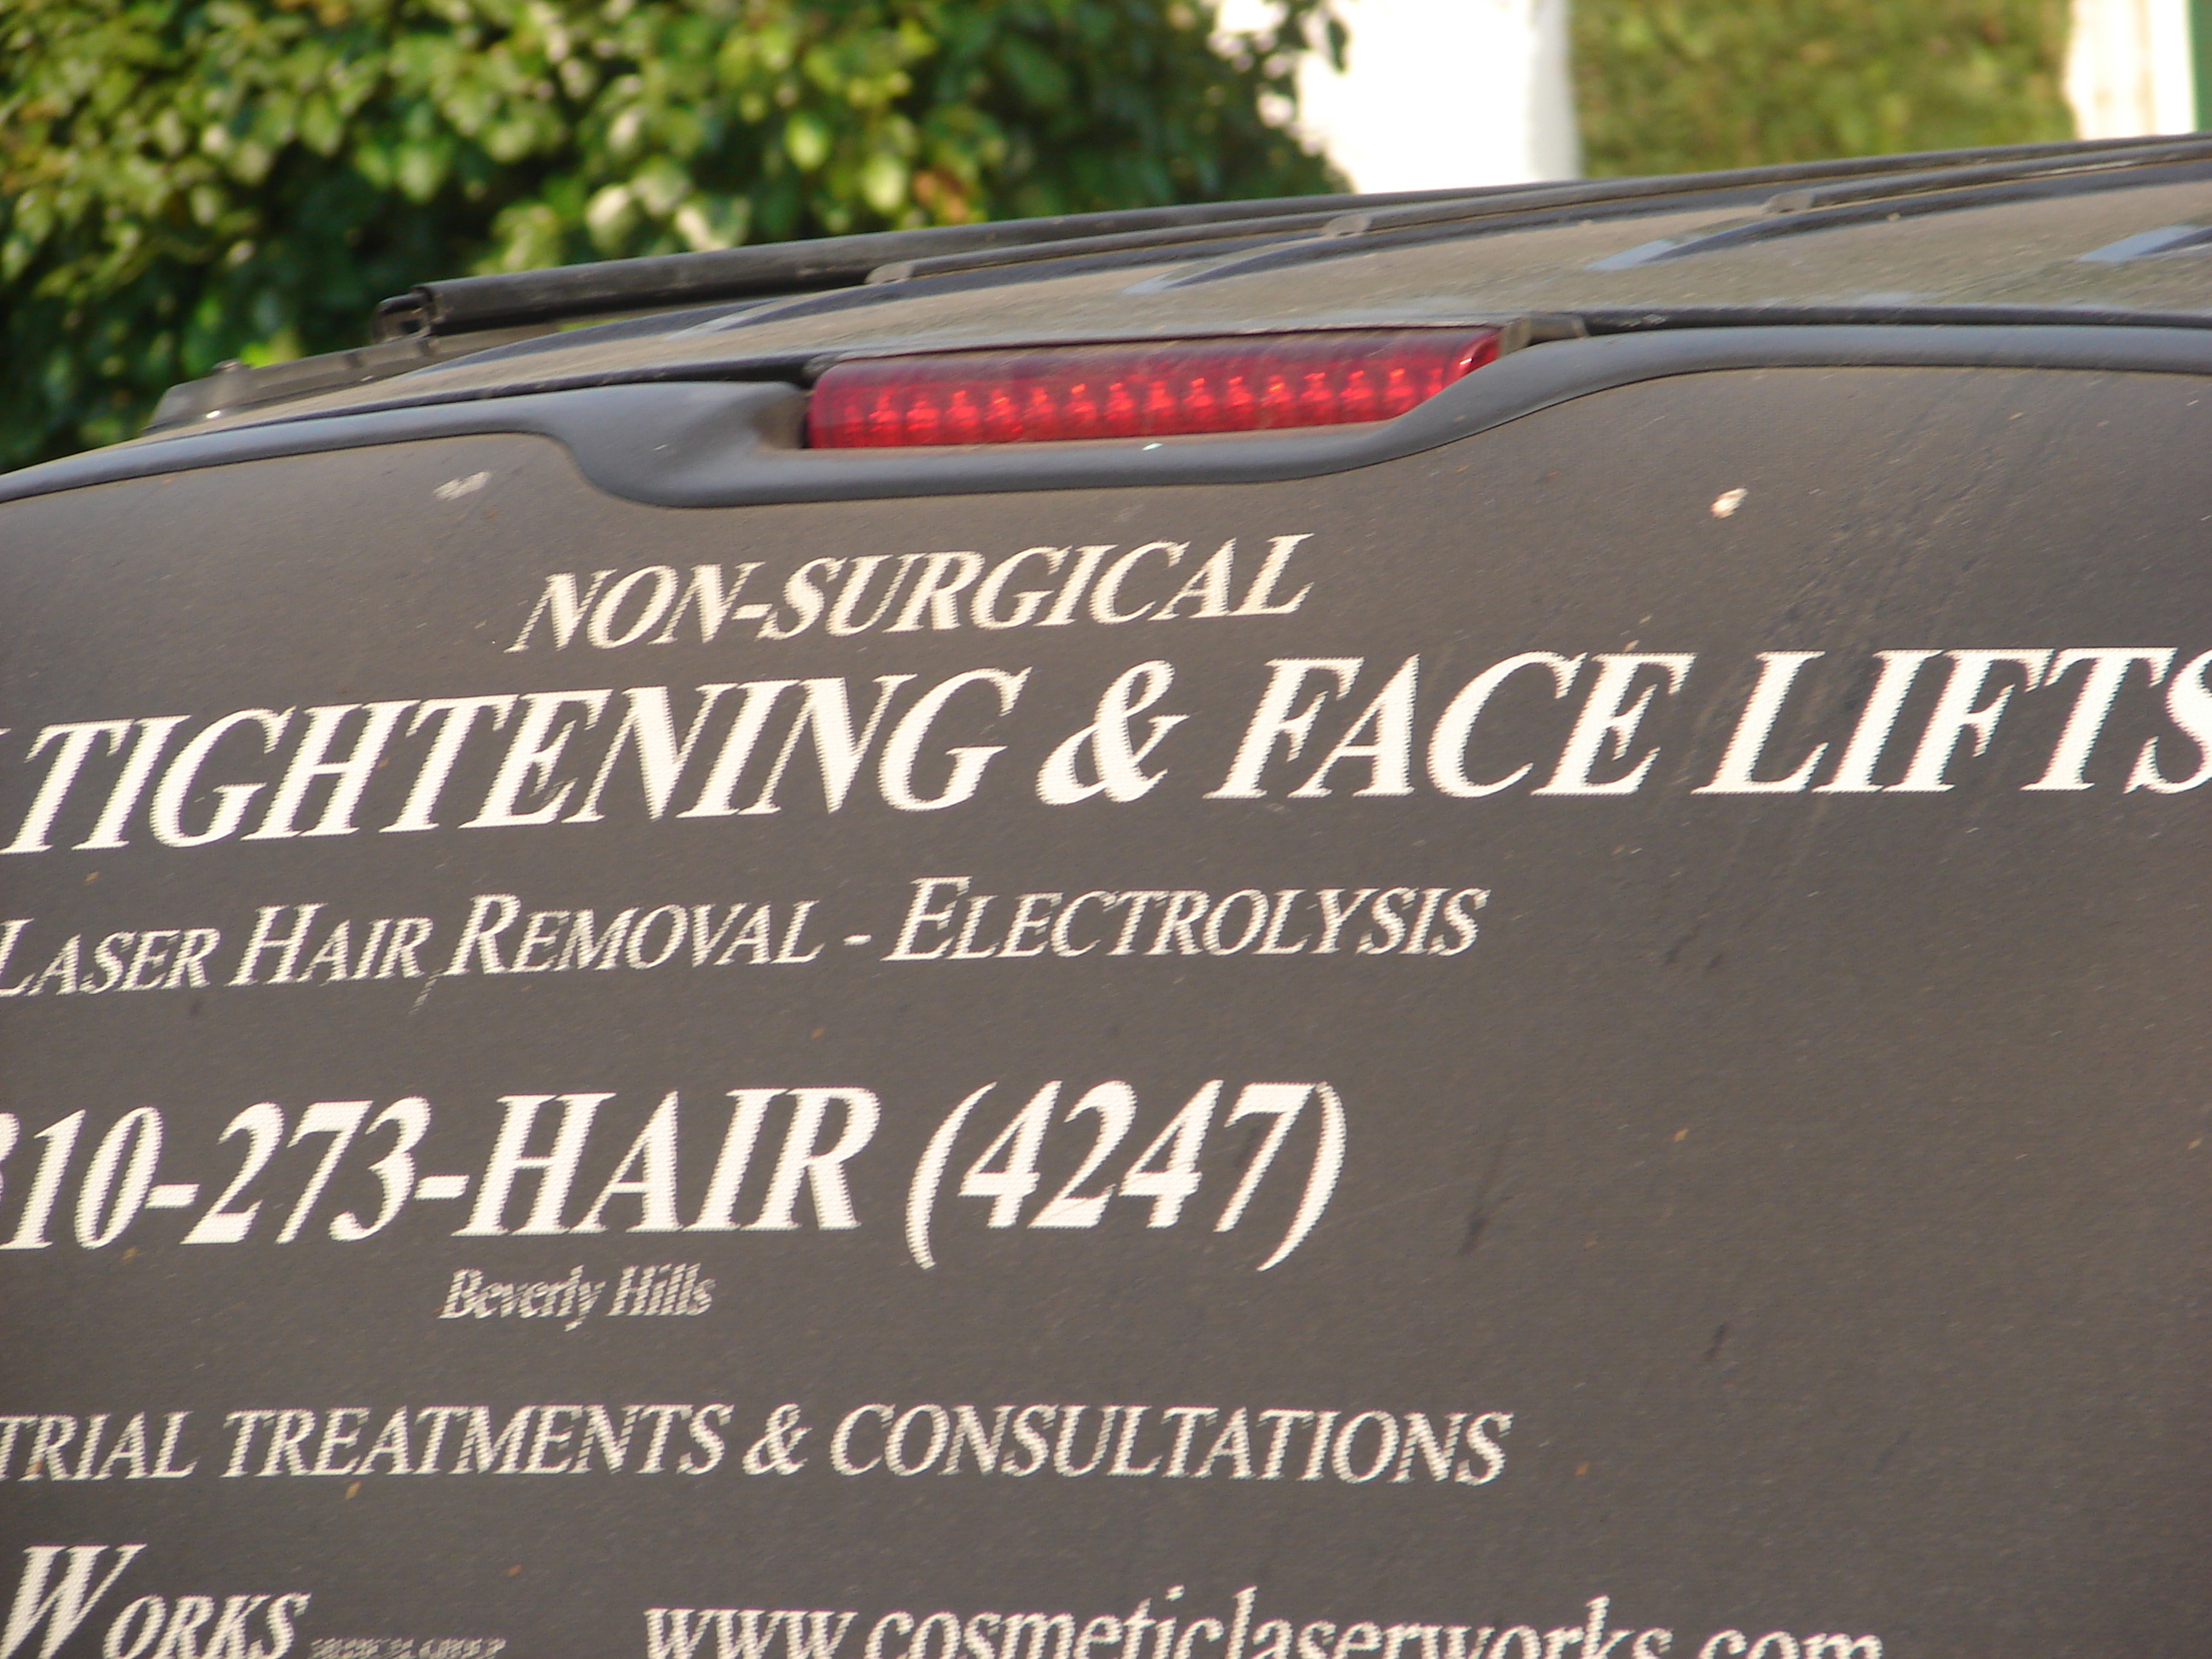 NON-SURGICAL
TIGHTENING & FACE LIFTS
LASER HAIR REMOVAL - ELECTROLYSIS
310-273-HAIR (4247)
Beverly Hills
TRIAL TREATMENTS & CONSULTATIONS
WORKS
www.cosmeticlaserworks.com